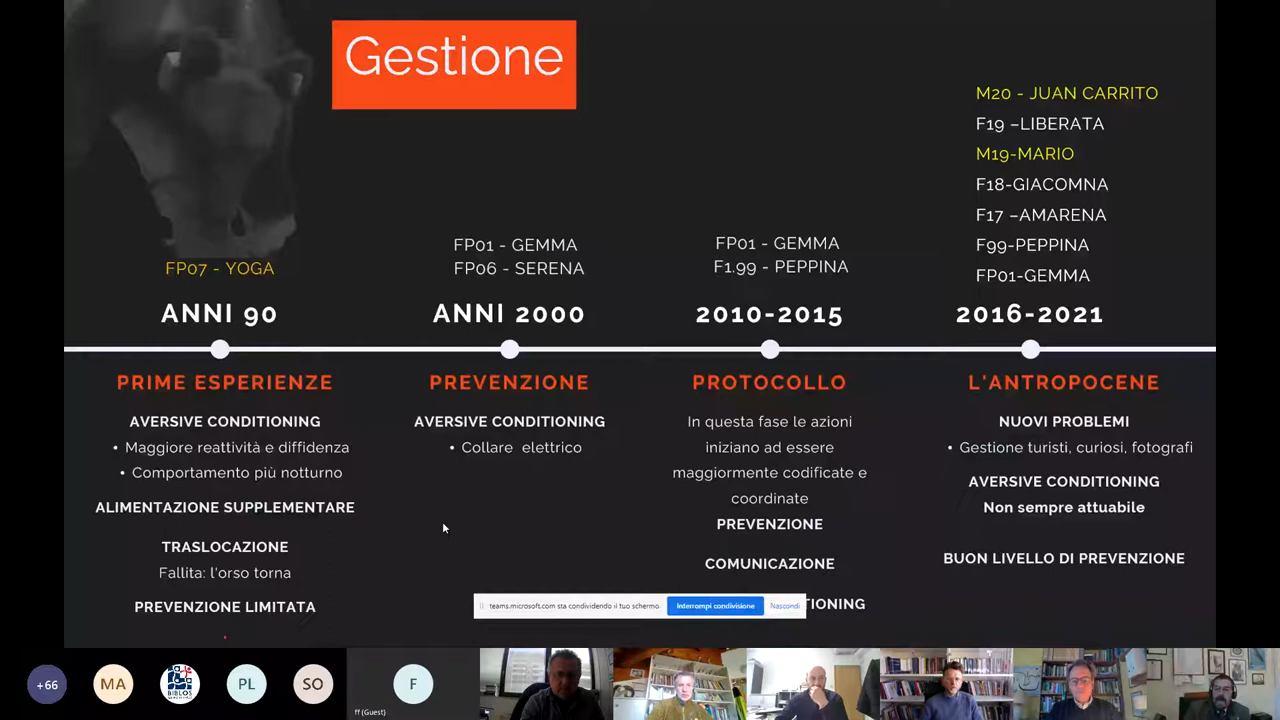 Gestione
M20 - JUAN CARRITO
F19 –LIBERATA
M19-MARIO
F18-GIACOMNA
F17 –AMARENA
F99-PEPPINA
FP01-GEMMA
FP01 - GEMMA
F1.99 - PEPPINA
FP01 - GEMMA
FP06 - SERENA
FP07 - YOGA
ANNI 90
ANNI 2000
2010-2015
2016-2021
PRIME ESPERIENZE
AVERSIVE CONDITIONING
• Maggiore reattività e diffidenza
• Comportamento più notturno
ALIMENTAZIONE SUPPLEMENTARE
TRASLOCAZIONE
Fallita: l'orso torna
PREVENZIONE LIMITATA
PREVENZIONE
AVERSIVE CONDITIONING
• Collare elettrico
PROTOCOLLO
In questa fase le azioni
iniziano ad essere
maggiormente codificate e
coordinate
PREVENZIONE
COMUNICAZIONE
TIONING
L'ANTROPOCENE
NUOVI PROBLEMI
• Gestione turisti, curiosi, fotografi
AVERSIVE CONDITIONING
Non sempre attuabile
BUON LIVELLO DI PREVENZIONE
teams.microsoft.com sta condividendo il tuo schermo
Interrompi condivisione
Nascondi
+66
MA
BIBLOS
PL
SO
F
ff (Guest)